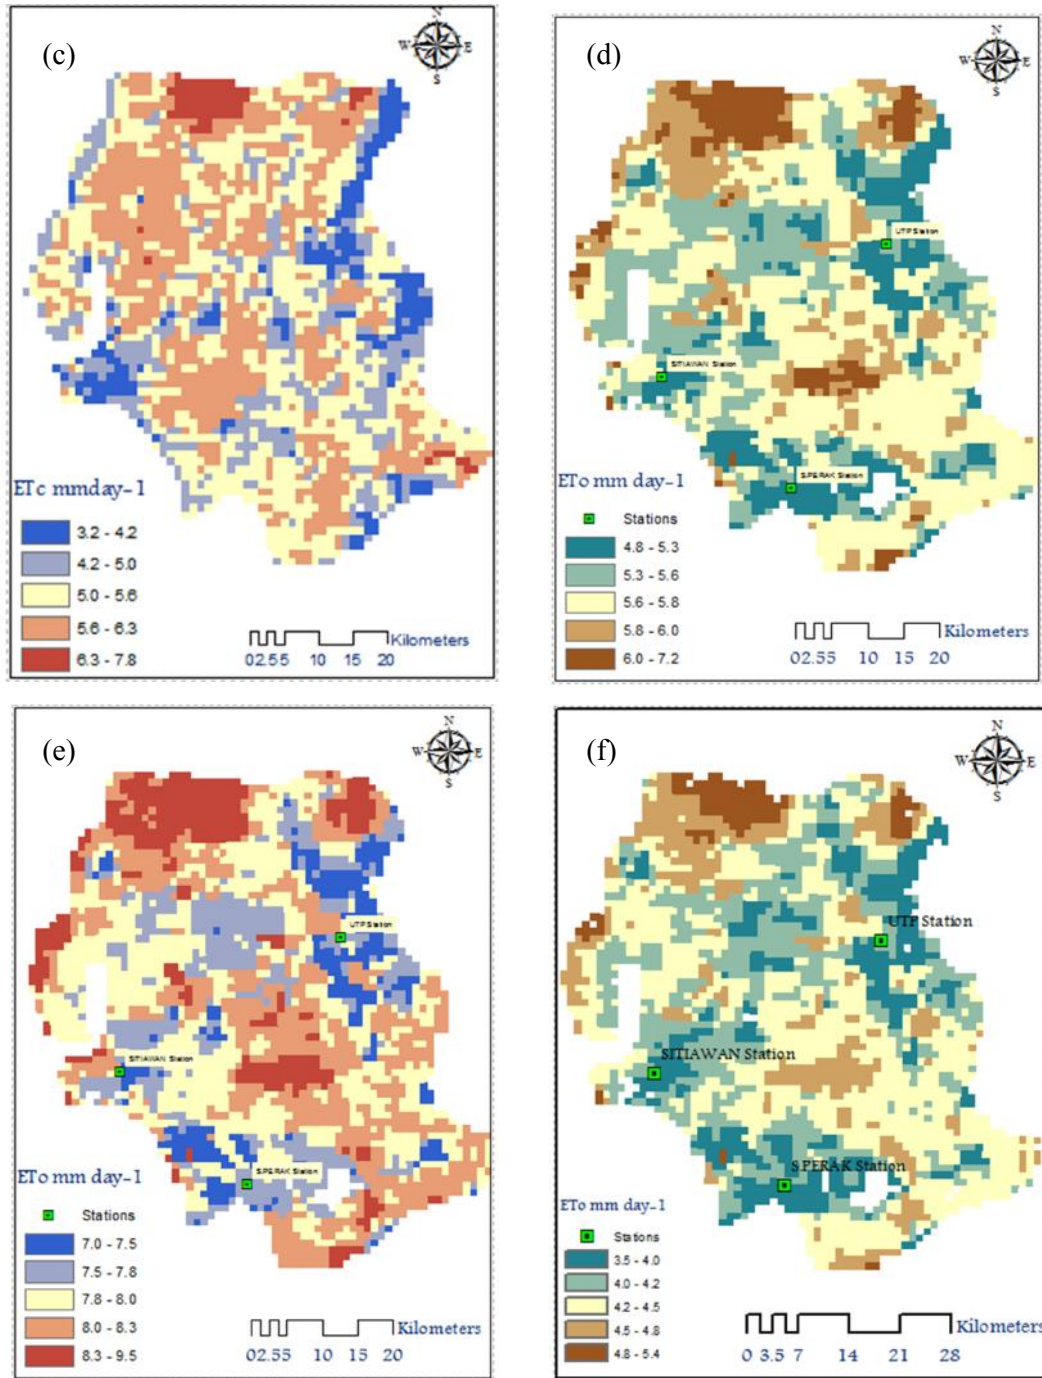 (c)
N
W E
S
ETc mmday-1
3.2 - 4.2
4.2 - 5.0
5.0 - 5.6
5.6 - 6.3
6.3 - 7.8
Kilometers
02.55 10 15 20
(d)
N
W E
S
UTP Station
SITIAWAN Station
S.PERAK Station
ETo mm day-1
Stations
4.8 - 5.3
5.3 - 5.6
5.6 - 5.8
5.8 - 6.0
6.0 - 7.2
Kilometers
02.55 10 15 20
(e)
N
W E
S
UTP Station
SITIAWAN Station
S.PERAK Station
ETo mm day-1
Stations
7.0 - 7.5
7.5 - 7.8
7.8 - 8.0
8.0 - 8.3
8.3 - 9.5
Kilometers
02.55 10 15 20
(f)
N
W E
S
UTP Station
SITIAWAN Station
S.PERAK Station
ETo mm day-1
Stations
3.5 - 4.0
4.0 - 4.2
4.2 - 4.5
4.5 - 4.8
4.8 - 5.4
Kilometers
0 3.5 7 14 21 28